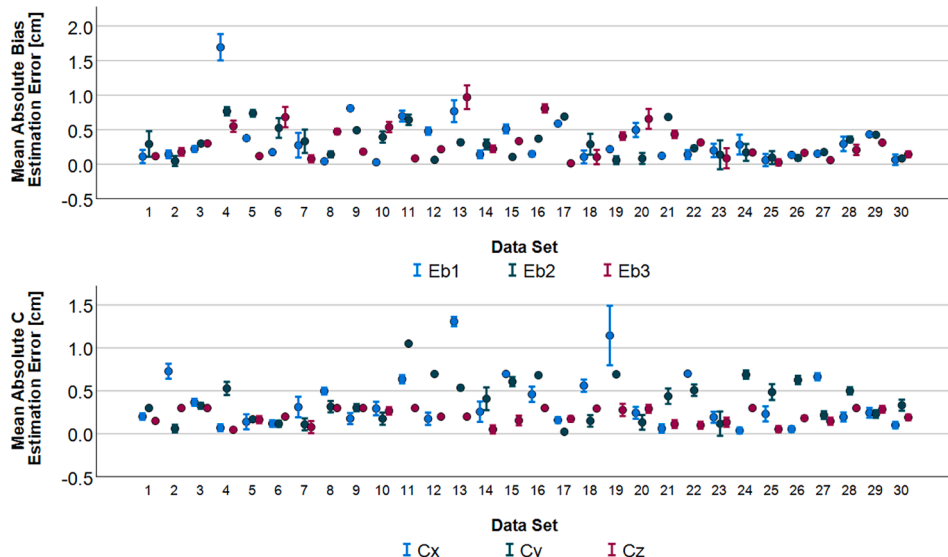 Mean Absolute Bias
Estimation Error [cm]
2.0
1.5
1.0
0.5
0.0
-0.5
1 2 3 4 5 6 7 8 9 10 11 12 13 14 15 16 17 18 19 20 21 22 23 24 25 26 27 28 29 30
Data Set
Eb1 Eb2 Eb3
Mean Absolute C
Estimation Error [cm]
1.5
1.0
0.5
0.0
-0.5
1 2 3 4 5 6 7 8 9 10 11 12 13 14 15 16 17 18 19 20 21 22 23 24 25 26 27 28 29 30
Data Set
Cx Cy Cz